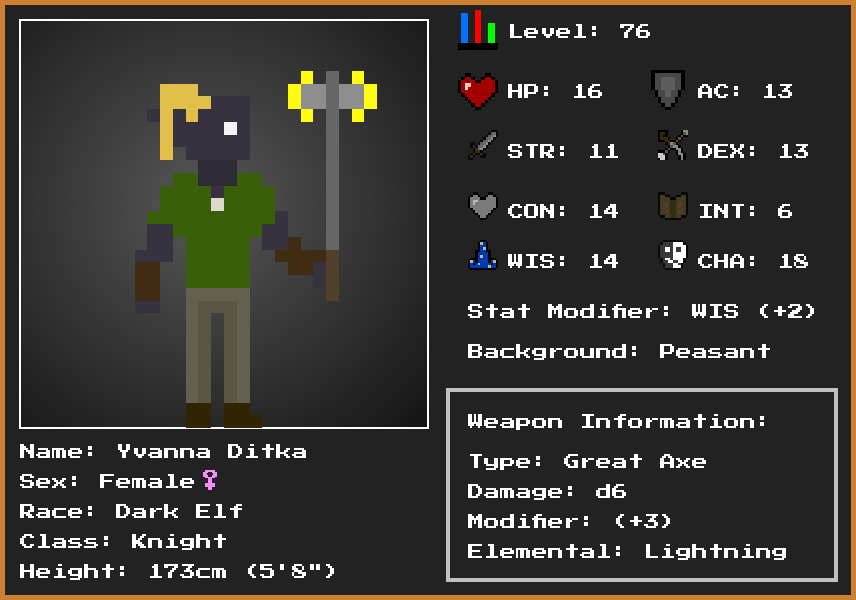 Level: 76
HP: 16
AC: 13
STR: 11
DEX: 13
CON: 14
INT: 6
WIS: 14
CHA: 18
Stat Modifier: WIS (+2)
Background: Peasant
Weapon Information:
Type: Great Axe
Damage: d6
Modifier: (+3)
Elemental: Lightning
Name: Yvanna Ditka
Sex: Female♀
Race: Dark Elf
Class: Knight
Height: 173cm (5'8")